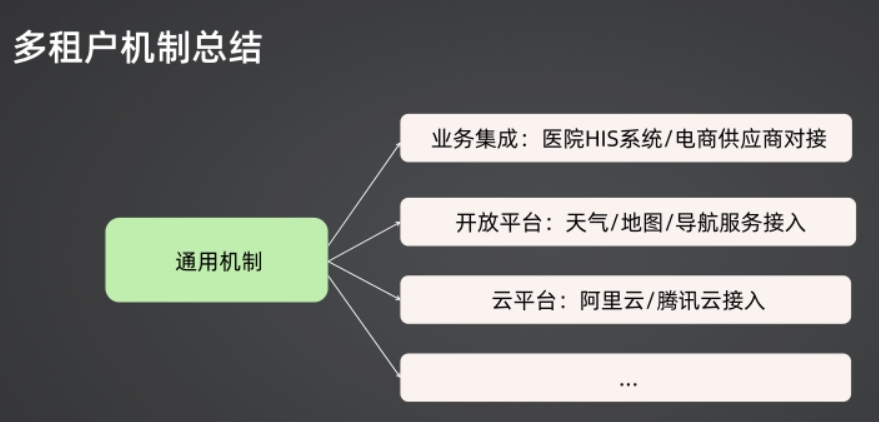 多租户机制总结
业务集成：医院HIS系统/电商供应商对接
开放平台：天气/地图/导航服务接入
通用机制
云平台：阿里云/腾讯云接入
...